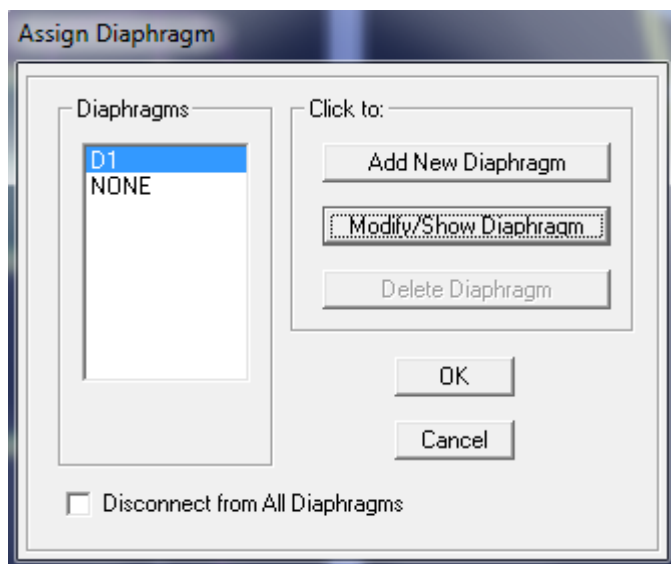 Assign Diaphragm
Diaphragms
D1
NONE
Click to:
Add New Diaphragm
Modify/Show Diaphragm
Delete Diaphragm
OK
Cancel
Disconnect from All Diaphragms